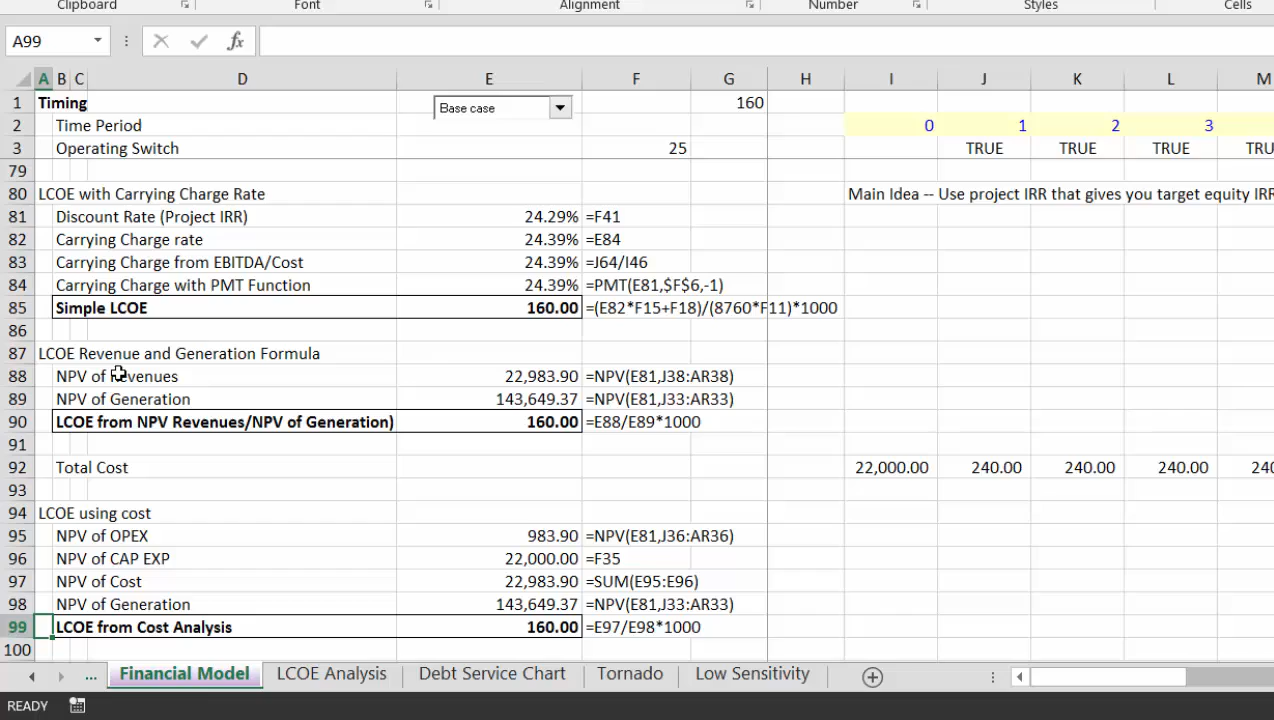 Clipboard Font Alignment Number Styles Cells
A99 fx
A B C D E F G H I J K L M
1 Timing Base case 160
2 Time Period 0 1 2 3
3 Operating Switch 25 TRUE TRUE TRUE TRU
79
80 LCOE with Carrying Charge Rate Main Idea -- Use project IRR that gives you target equity IRR
81 Discount Rate (Project IRR) 24.29% =F41
82 Carrying Charge rate 24.39% =E84
83 Carrying Charge from EBITDA/Cost 24.39% =J64/I46
84 Carrying Charge with PMT Function 24.39% =PMT(E81,$F$6,-1)
85 Simple LCOE 160.00 =(E82*F15+F18)/(8760*F11)*1000
86
87 LCOE Revenue and Generation Formula
88 NPV of Revenues 22,983.90 =NPV(E81,J38:AR38)
89 NPV of Generation 143,649.37 =NPV(E81,J33:AR33)
90 LCOE from NPV Revenues/NPV of Generation) 160.00 =E88/E89*1000
91
92 Total Cost 22,000.00 240.00 240.00 240.00 240
93
94 LCOE using cost
95 NPV of OPEX 983.90 =NPV(E81,J36:AR36)
96 NPV of CAP EXP 22,000.00 =F35
97 NPV of Cost 22,983.90 =SUM(E95:E96)
98 NPV of Generation 143,649.37 =NPV(E81,J33:AR33)
99 LCOE from Cost Analysis 160.00 =E97/E98*1000
100
... Financial Model LCOE Analysis Debt Service Chart Tornado Low Sensitivity
READY